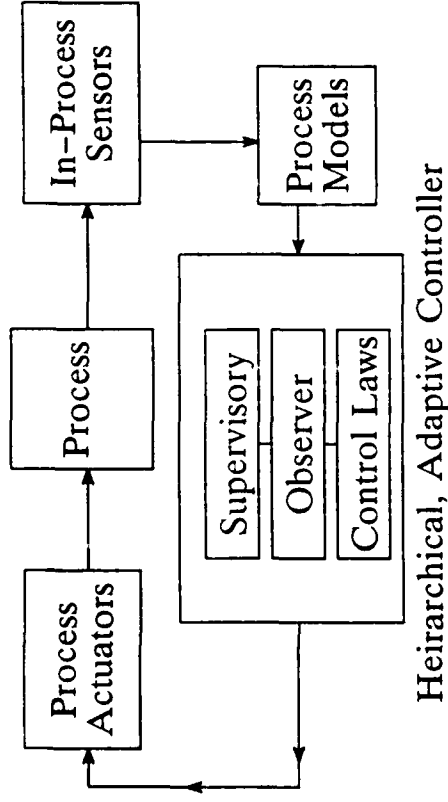 Process
Actuators
Process
In-Process
Sensors
Process
Models
Supervisory
Observer
Control Laws
Heirarchical, Adaptive Controller